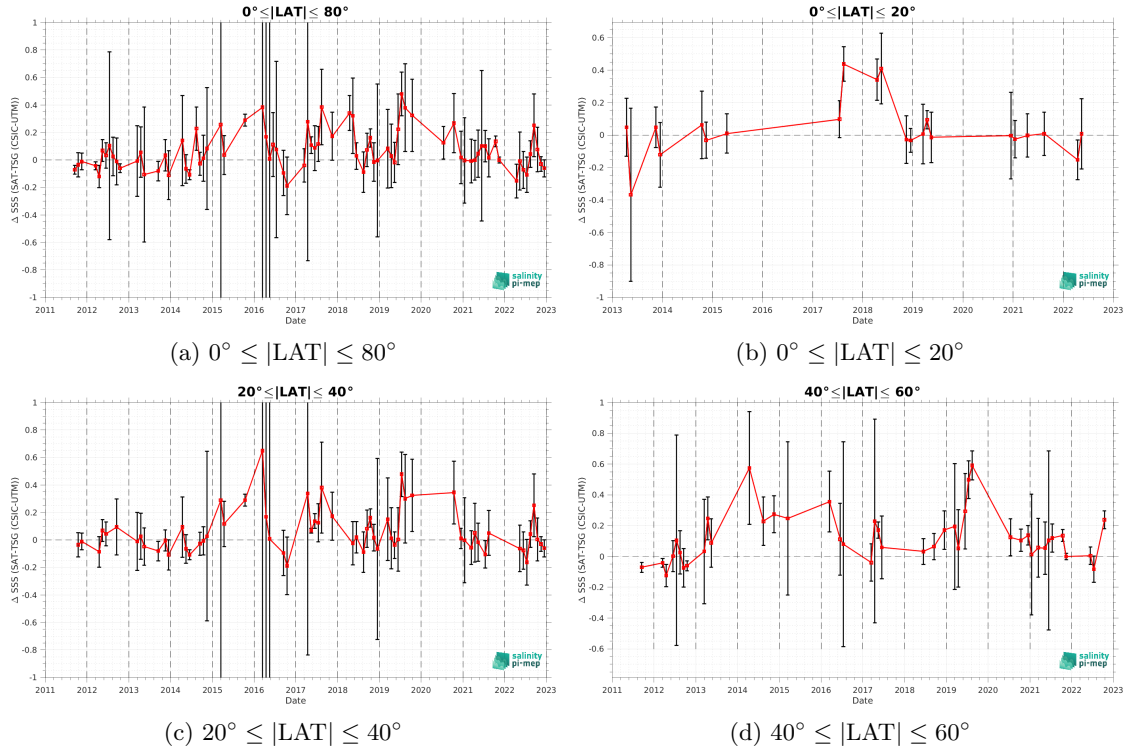 0°≤|LAT|≤ 80°
Δ SSS (SAT-TSG (CSIC-UTM))
1
0.8
0.6
0.4
0.2
0
-0.2
-0.4
-0.6
-0.8
-1
2011 2012 2013 2014 2015 2016 2017 2018 2019 2020 2021 2022 2023
Date
salinity
pi-mep
(a) 0° ≤ |LAT| ≤ 80°
0°≤|LAT|≤ 20°
Δ SSS (SAT-TSG (CSIC-UTM))
0.6
0.4
0.2
0
-0.2
-0.4
-0.6
-0.8
-1
2013 2014 2015 2016 2017 2018 2019 2020 2021 2022 2023
Date
salinity
pi-mep
(b) 0° ≤ |LAT| ≤ 20°
20°≤|LAT|≤ 40°
Δ SSS (SAT-TSG (CSIC-UTM))
1
0.8
0.6
0.4
0.2
0
-0.2
-0.4
-0.6
-0.8
-1
2011 2012 2013 2014 2015 2016 2017 2018 2019 2020 2021 2022 2023
Date
salinity
pi-mep
(c) 20° ≤ |LAT| ≤ 40°
40°≤|LAT|≤ 60°
Δ SSS (SAT-TSG (CSIC-UTM))
1
0.8
0.6
0.4
0.2
0
-0.2
-0.4
-0.6
2011 2012 2013 2014 2015 2016 2017 2018 2019 2020 2021 2022 2023
Date
salinity
pi-mep
(d) 40° ≤ |LAT| ≤ 60°